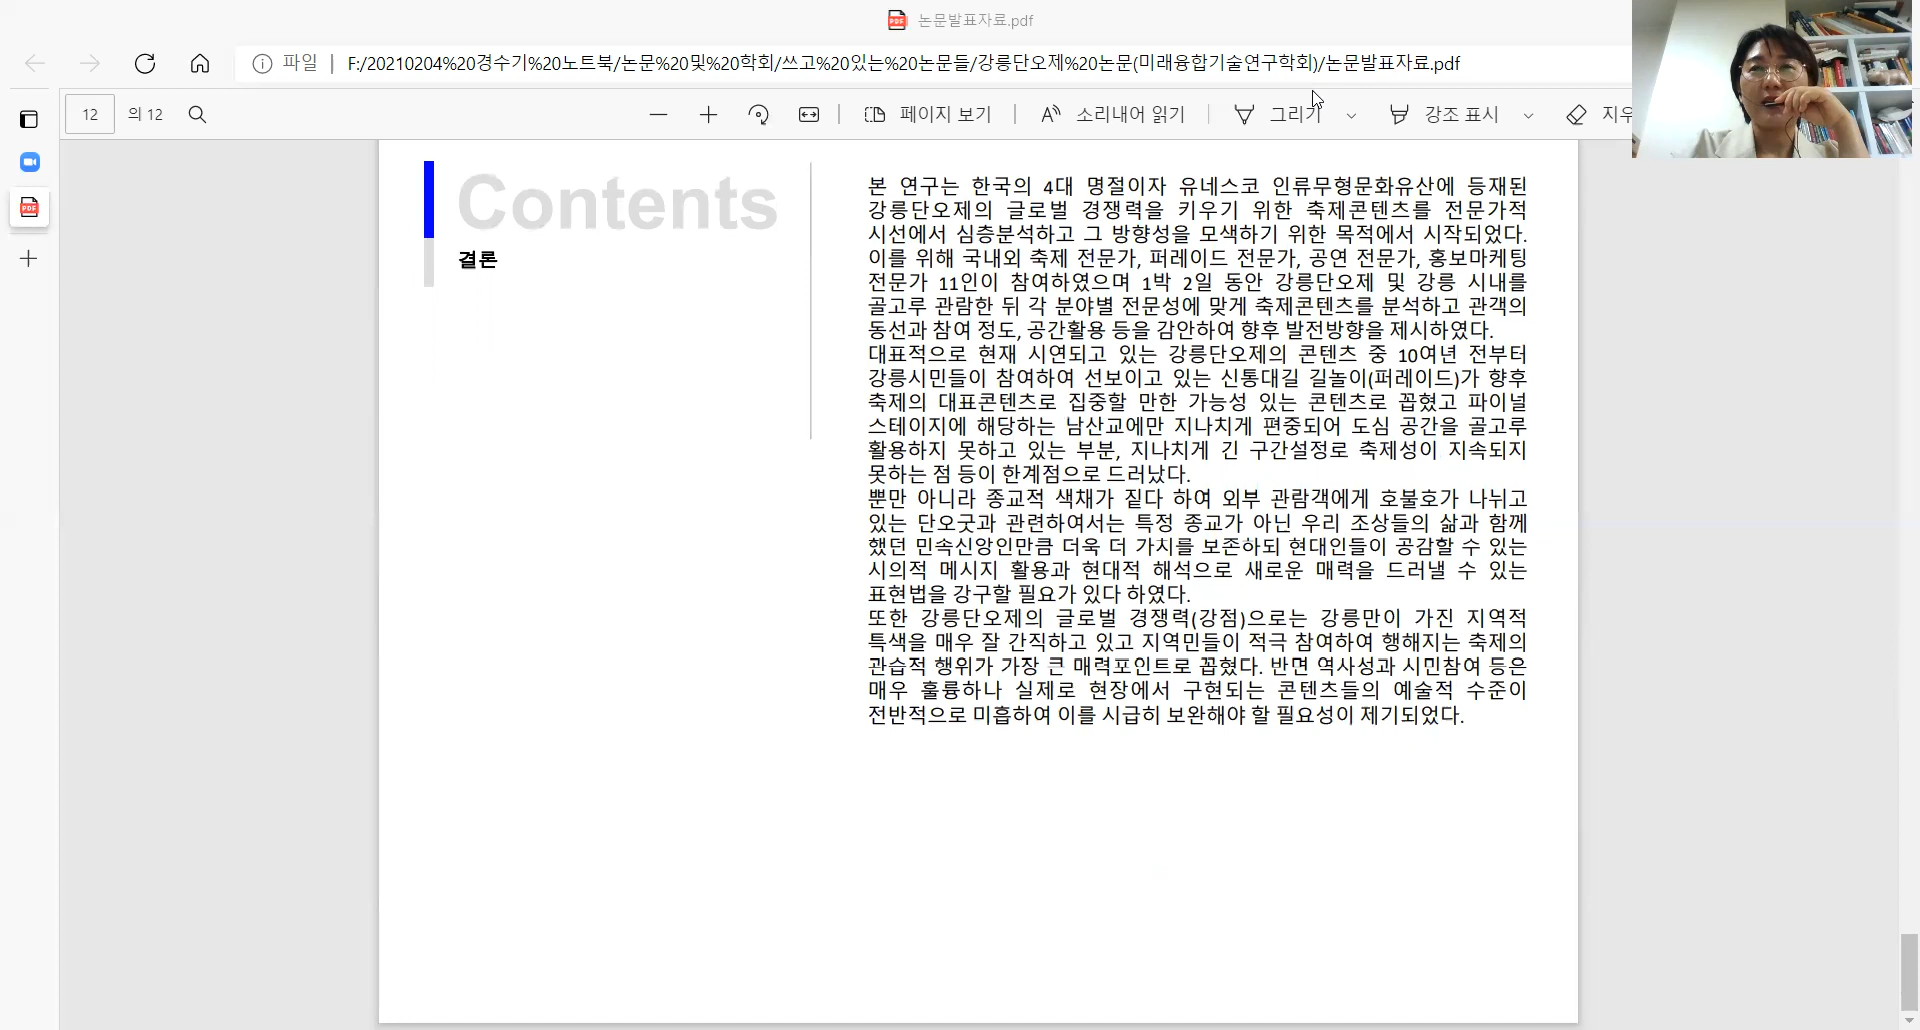 논문발표자료.pdf
파일 F:/20210204%20경수기%20노트북/논문%20및%20학회/쓰고%20있는%20논문들/강릉단오제%20논문(미래융합기술연구학회)/논문발표자료.pdf
12 의 12 페이지 보기 소리내어 읽기 그리기 강조 표시 지우
Contents
결론
본 연구는 한국의 4대 명절이자 유네스코 인류무형문화유산에 등재된
강릉단오제의 글로벌 경쟁력을 키우기 위한 축제콘텐츠를 전문가적
시선에서 심층분석하고 그 방향성을 모색하기 위한 목적에서 시작되었다.
이를 위해 국내외 축제 전문가, 퍼레이드 전문가, 공연 전문가, 홍보마케팅
전문가 11인이 참여하였으며 1박 2일 동안 강릉단오제 및 강릉 시내를
골고루 관람한 뒤 각 분야별 전문성에 맞게 축제콘텐츠를 분석하고 관객의
동선과 참여 정도, 공간활용 등을 감안하여 향후 발전방향을 제시하였다.
대표적으로 현재 시연되고 있는 강릉단오제의 콘텐츠 중 10여년 전부터
강릉시민들이 참여하여 선보이고 있는 신통대길 길놀이(퍼레이드)가 향후
축제의 대표콘텐츠로 집중할 만한 가능성 있는 콘텐츠로 꼽혔고 파이널
스테이지에 해당하는 남산교에만 지나치게 편중되어 도심 공간을 골고루
활용하지 못하고 있는 부분, 지나치게 긴 구간설정로 축제성이 지속되지
못하는 점 등이 한계점으로 드러났다.
뿐만 아니라 종교적 색채가 짙다 하여 외부 관람객에게 호불호가 나뉘고
있는 단오굿과 관련하여서는 특정 종교가 아닌 우리 조상들의 삶과 함께
했던 민속신앙인만큼 더욱 더 가치를 보존하되 현대인들이 공감할 수 있는
시의적 메시지 활용과 현대적 해석으로 새로운 매력을 드러낼 수 있는
표현법을 강구할 필요가 있다 하였다.
또한 강릉단오제의 글로벌 경쟁력(강점)으로는 강릉만이 가진 지역적
특색을 매우 잘 간직하고 있고 지역민들이 적극 참여하여 행해지는 축제의
관습적 행위가 가장 큰 매력포인트로 꼽혔다. 반면 역사성과 시민참여 등은
매우 훌륭하나 실제로 현장에서 구현되는 콘텐츠들의 예술적 수준이
전반적으로 미흡하여 이를 시급히 보완해야 할 필요성이 제기되었다.